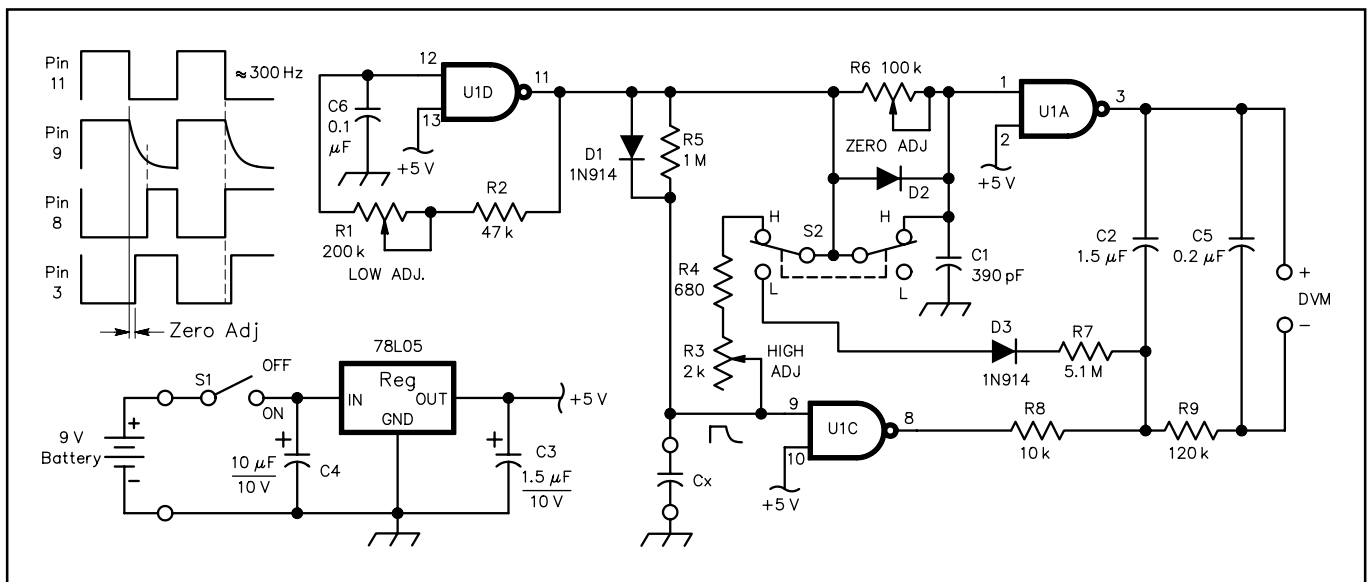 Pin
11
≈300 Hz
Pin
9
Pin
8
Pin
3
Zero Adj
12
U1D
11
13
C6
0.1
μF
+5 V
R1
200 k
LOW ADJ.
R2
47 k
D1
1N914
R5
1 M
R6 100 k
ZERO ADJ
D2
H
S2
H
L
L
C1
390 pF
1
U1A
3
2
+5 V
C2
1.5 μF
C5
0.2 μF
+
DVM
–
R4
680
R3
2 k
HIGH
ADJ
D3
1N914
R7
5.1 M
9
U1C
8
10
+5 V
R8
10 k
R9
120 k
Cx
78L05
Reg
IN
OUT
GND
S1
OFF
ON
+5 V
9 V
Battery
+
–
+
10 μF
10 V
C4
+
C3
1.5 μF
10 V